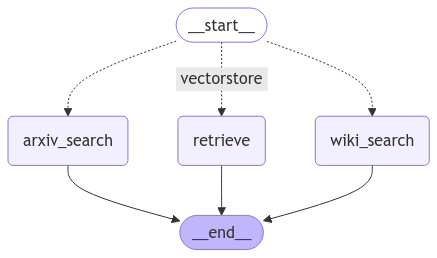 __start__
vectorstore
arxiv_search
retrieve
wiki_search
__end__